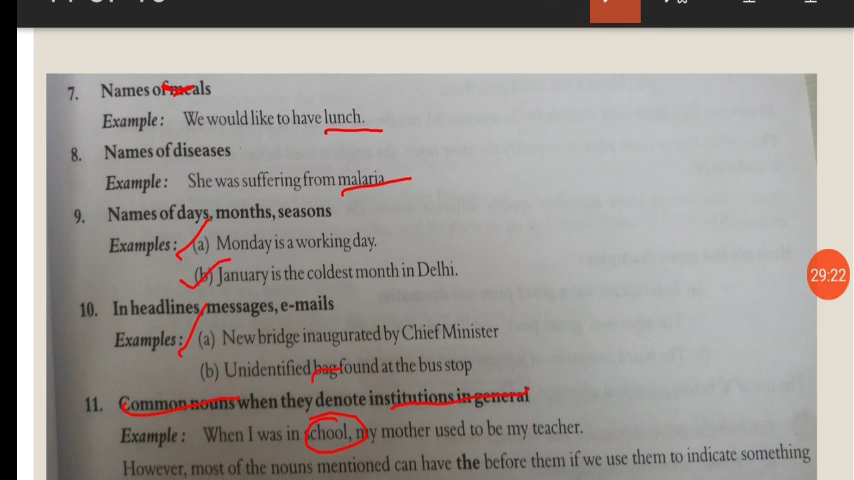 7. Names of meals
Example : We would like to have lunch.
8. Names of diseases
Example : She was suffering from malaria
9. Names of days, months, seasons
Examples : (a) Monday is a working day.
(b) January is the coldest month in Delhi.
29:22
10. In headlines, messages, e-mails
Examples : (a) New bridge inaugurated by Chief Minister
(b) Unidentified bag found at the bus stop
11. Common nouns when they denote institutions in general
Example : When I was in school, my mother used to be my teacher.
However, most of the nouns mentioned can have the before them if we use them to indicate something